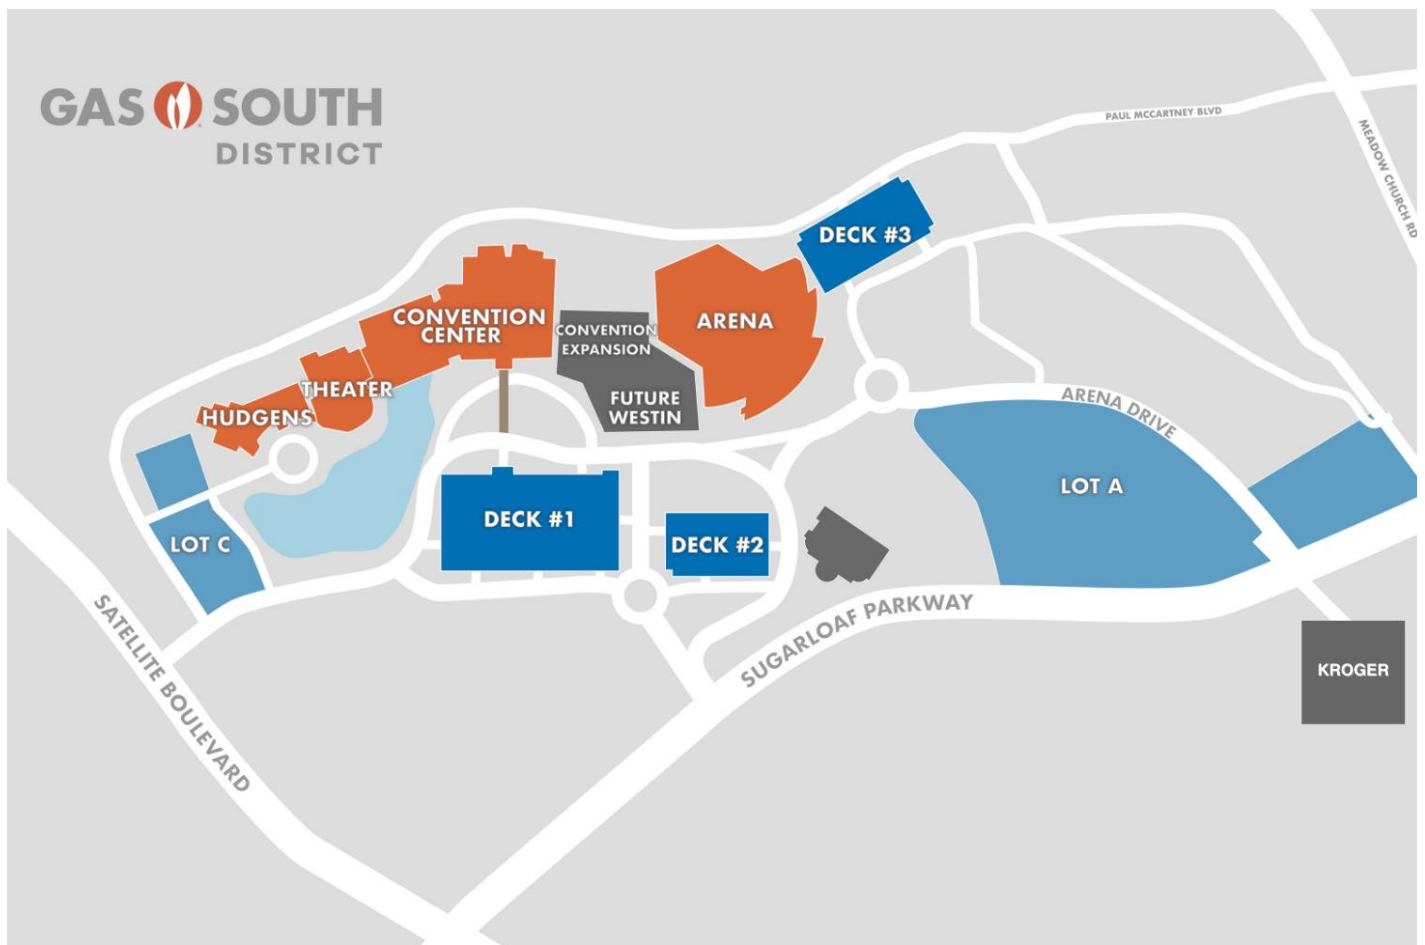 GAS SOUTH
DISTRICT
PAUL MCCARTNEY BLVD
MEADOW CHURCH RD
DECK #3
CONVENTION
CENTER
ARENA
CONVENTION
EXPANSION
THEATER
HUDGENS
FUTURE
WESTIN
ARENA DRIVE
LOT A
DECK #1
DECK #2
LOT C
SATELLITE BOULEVARD
SUGARLOAF PARKWAY
KROGER